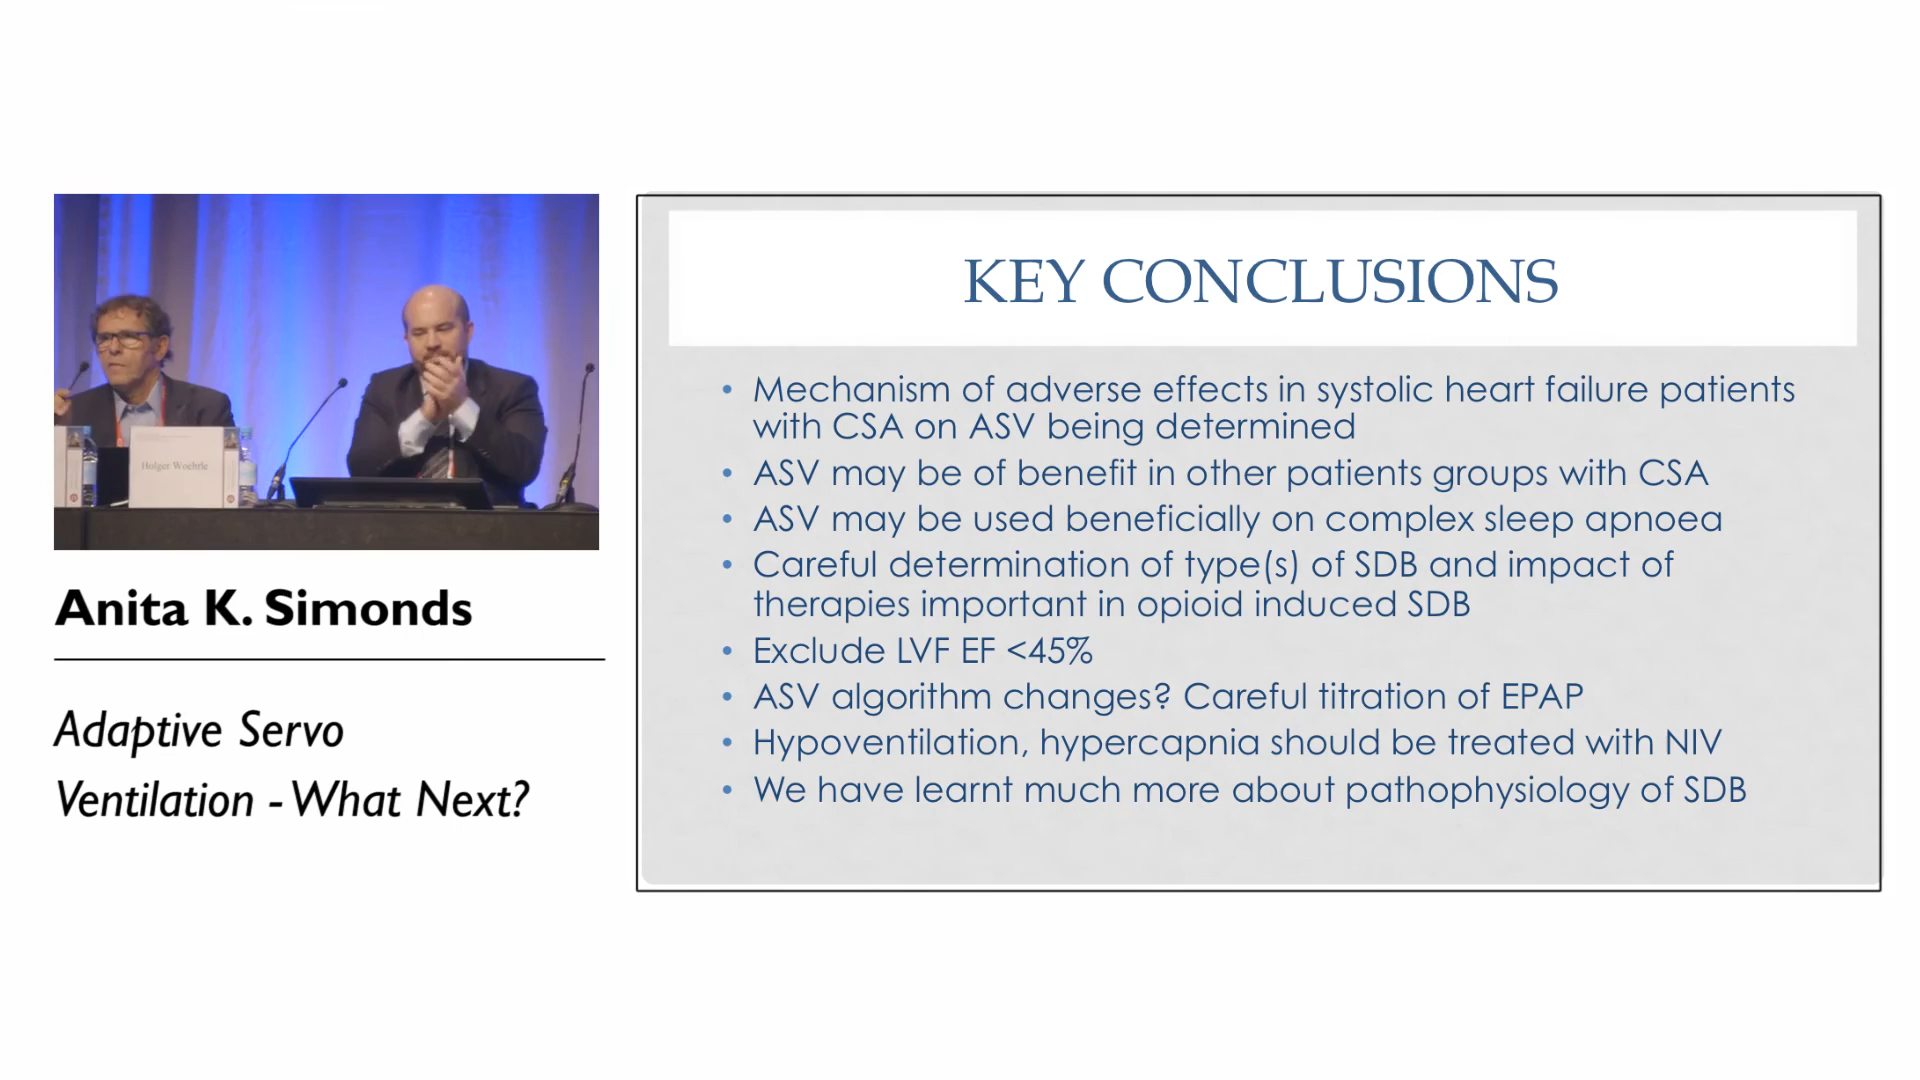 Holger Woehrle
Anita K. Simonds
Adaptive Servo
Ventilation - What Next?
KEY CONCLUSIONS
• Mechanism of adverse effects in systolic heart failure patients
with CSA on ASV being determined
• ASV may be of benefit in other patients groups with CSA
• ASV may be used beneficially on complex sleep apnoea
• Careful determination of type(s) of SDB and impact of
therapies important in opioid induced SDB
• Exclude LVF EF <45%
• ASV algorithm changes? Careful titration of EPAP
• Hypoventilation, hypercapnia should be treated with NIV
• We have learnt much more about pathophysiology of SDB